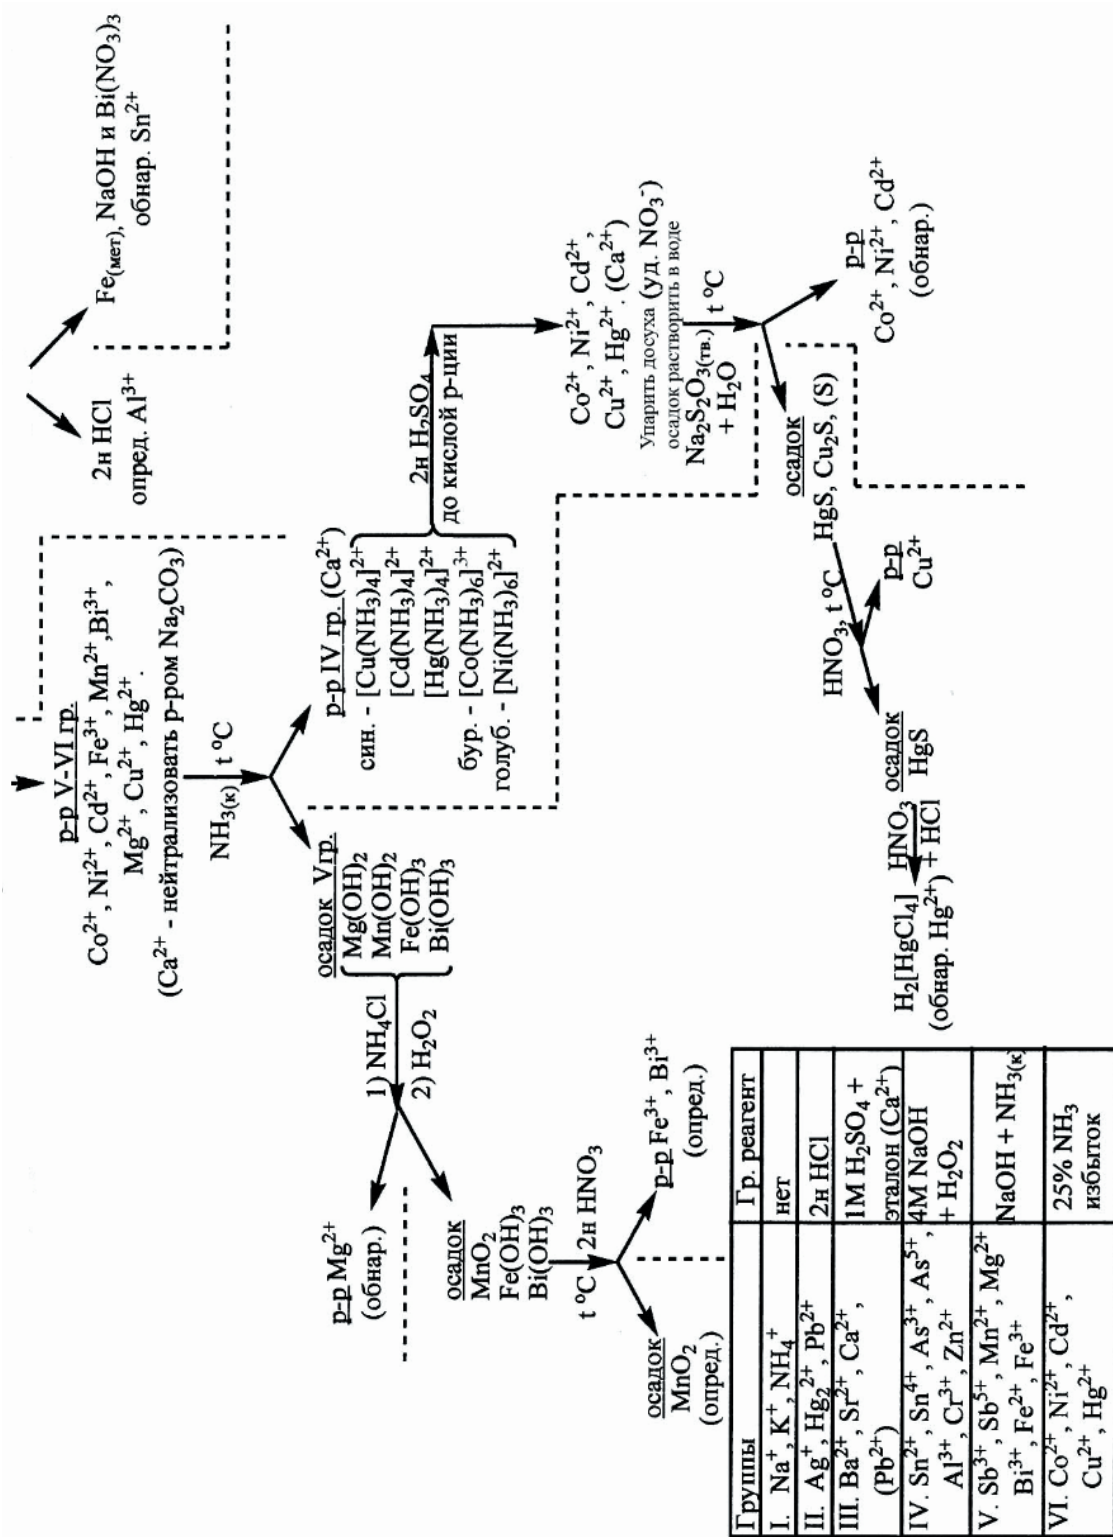 2н HCl
опред. Al³⁺
Fe(мет), NaOH и Bi(NO₃)₃
обнар. Sn²⁺
р-р V-VI гр.
Co²⁺, Ni²⁺, Cd²⁺, Fe³⁺, Mn²⁺, Bi³⁺,
Mg²⁺, Cu²⁺, Hg²⁺.
(Ca²⁺ - нейтрализовать р-ром Na₂CO₃)
NH₃(к) t °C
осадок Vгр.
Mg(OH)₂
Mn(OH)₂
Fe(OH)₃
Bi(OH)₃
р-р IV гр. (Ca²⁺)
син. - [Cu(NH₃)₄]²⁺
[Cd(NH₃)₄]²⁺
[Hg(NH₃)₄]²⁺
бур. - [Co(NH₃)₆]³⁺
голуб. - [Ni(NH₃)₆]²⁺
2н H₂SO₄
до кислой р-ции
Co²⁺, Ni²⁺, Cd²⁺,
Cu²⁺, Hg²⁺. (Ca²⁺)
Упарить досуха (уд. NO₃⁻)
осадок растворить в воде
Na₂S₂O₃(тв.) t °C
+ H₂O
осадок
HgS, Cu₂S, (S)
р-р
Co²⁺, Ni²⁺, Cd²⁺
(обнар.)
HNO₃, t °C
осадок
HgS
р-р
Cu²⁺
HNO₃
+ HCl
H₂[HgCl₄]
(обнар. Hg²⁺)
1) NH₄Cl
2) H₂O₂
р-р Mg²⁺
(обнар.)
осадок
MnO₂
Fe(OH)₃
Bi(OH)₃
t °C 2н HNO₃
осадок
MnO₂
(опред.)
р-р Fe³⁺, Bi³⁺
(опред.)
Группы Гр. реагент
I. Na⁺, K⁺, NH₄⁺ нет
II. Ag⁺, Hg₂²⁺, Pb²⁺ 2н HCl
III. Ba²⁺, Sr²⁺, Ca²⁺, 1М H₂SO₄ +
(Pb²⁺) эталон (Ca²⁺)
IV. Sn²⁺, Sn⁴⁺, As³⁺, As⁵⁺, 4М NaOH
Al³⁺, Cr³⁺, Zn²⁺ + H₂O₂
V. Sb³⁺, Sb⁵⁺, Mn²⁺, Mg²⁺ NaOH + NH₃(к)
Bi³⁺, Fe²⁺, Fe³⁺
VI. Co²⁺, Ni²⁺, Cd²⁺, 25% NH₃
Cu²⁺, Hg²⁺ избыток